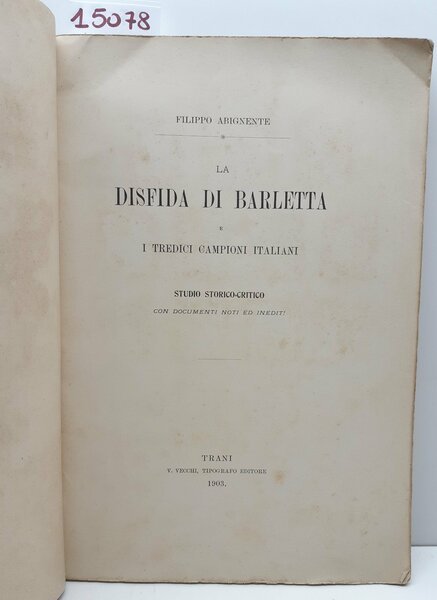 15078
FILIPPO ABIGNENTE
LA
DISFIDA DI BARLETTA
E
I TREDICI CAMPIONI ITALIANI
STUDIO STORICO-CRITICO
CON DOCUMENTI NOTI ED INEDITI
TRANI
V. VECCHI, TIPOGRAFO EDITORE
1903.